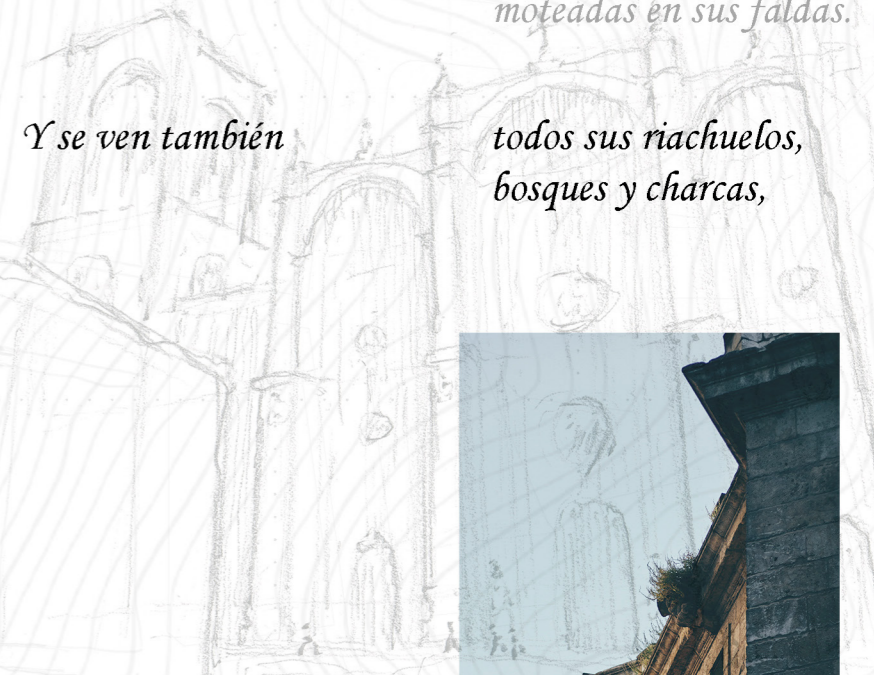 moteadas en sus faldas.
Y se ven también
todos sus riachuelos,
bosques y charcas,